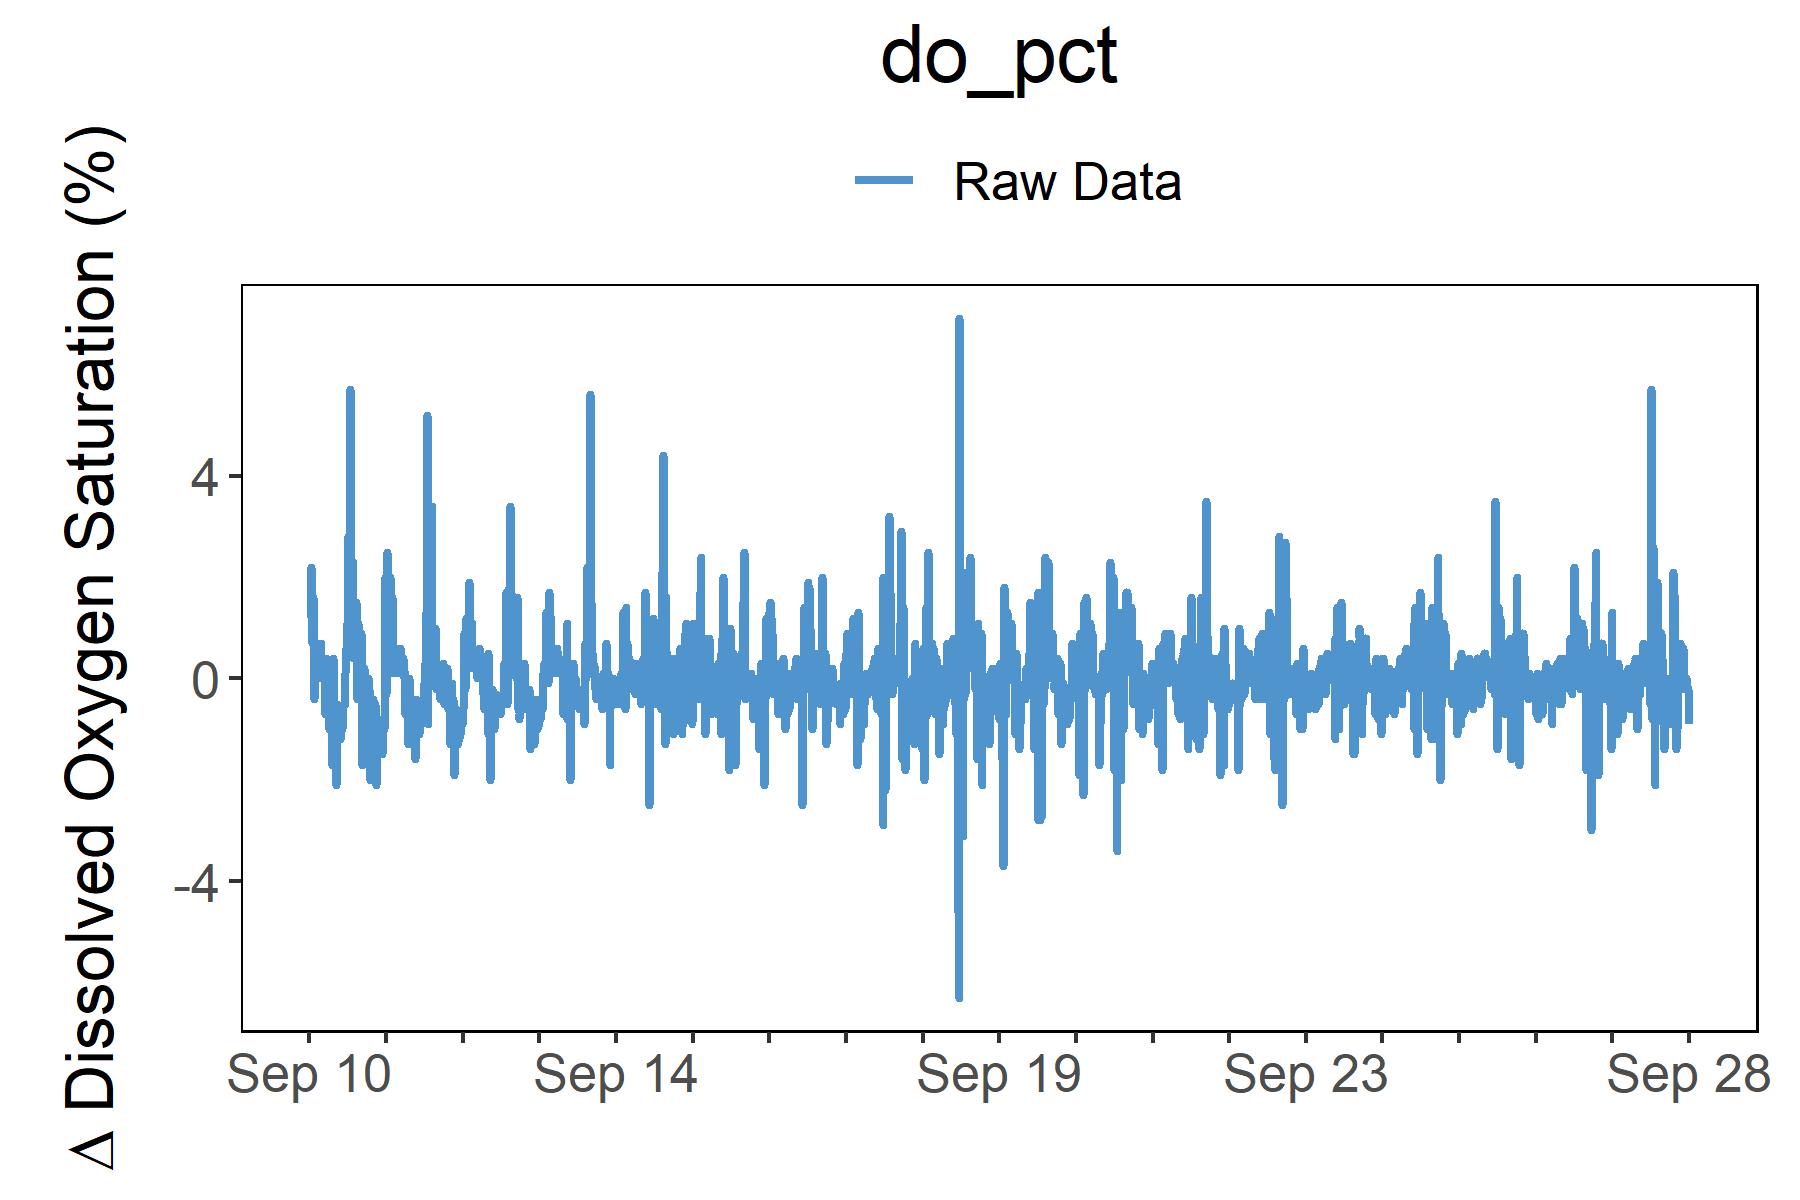 do_pct
Raw Data
Δ Dissolved Oxygen Saturation (%)
4
0
-4
Sep 10
Sep 14
Sep 19
Sep 23
Sep 28